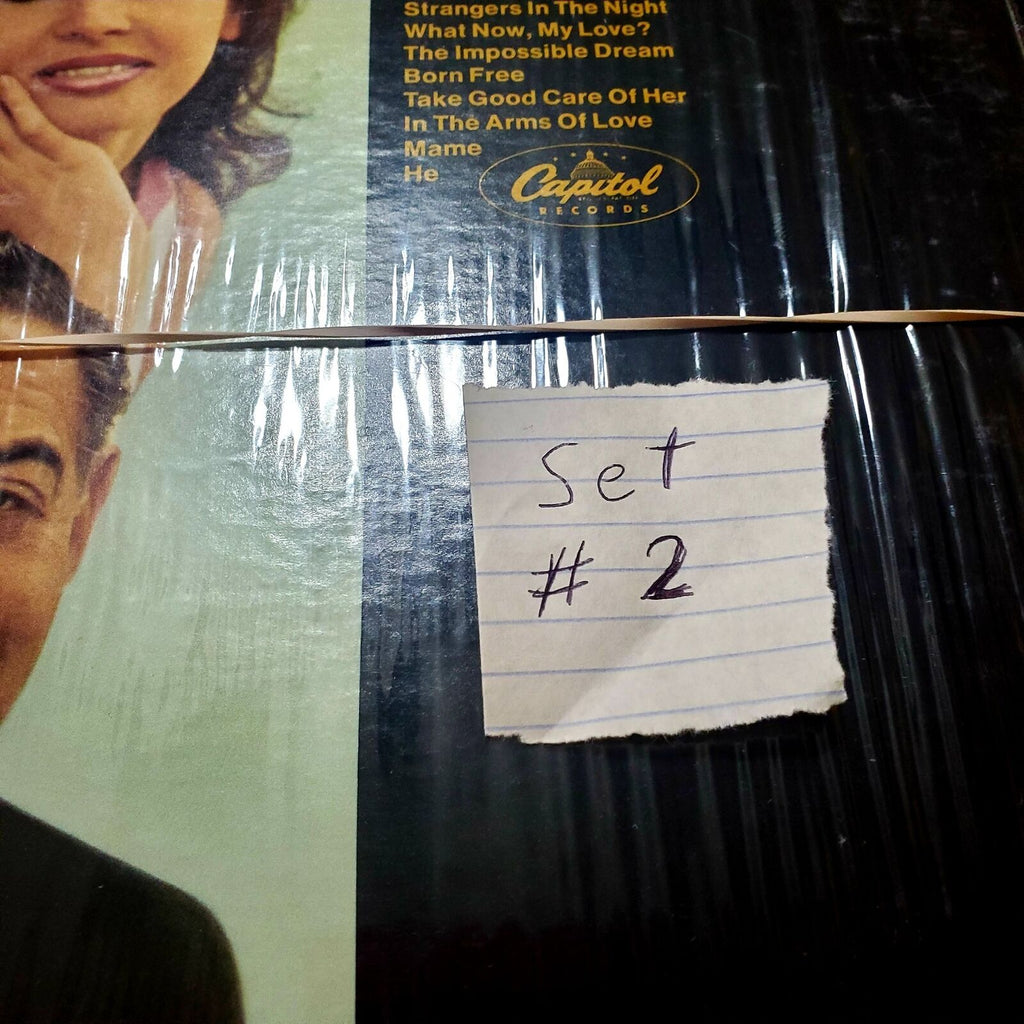 Strangers In The Night
What Now, My Love?
The Impossible Dream
Born Free
Take Good Care Of Her
In The Arms Of Love
Mame
He
Capitol
RECORDS
Set
# 2